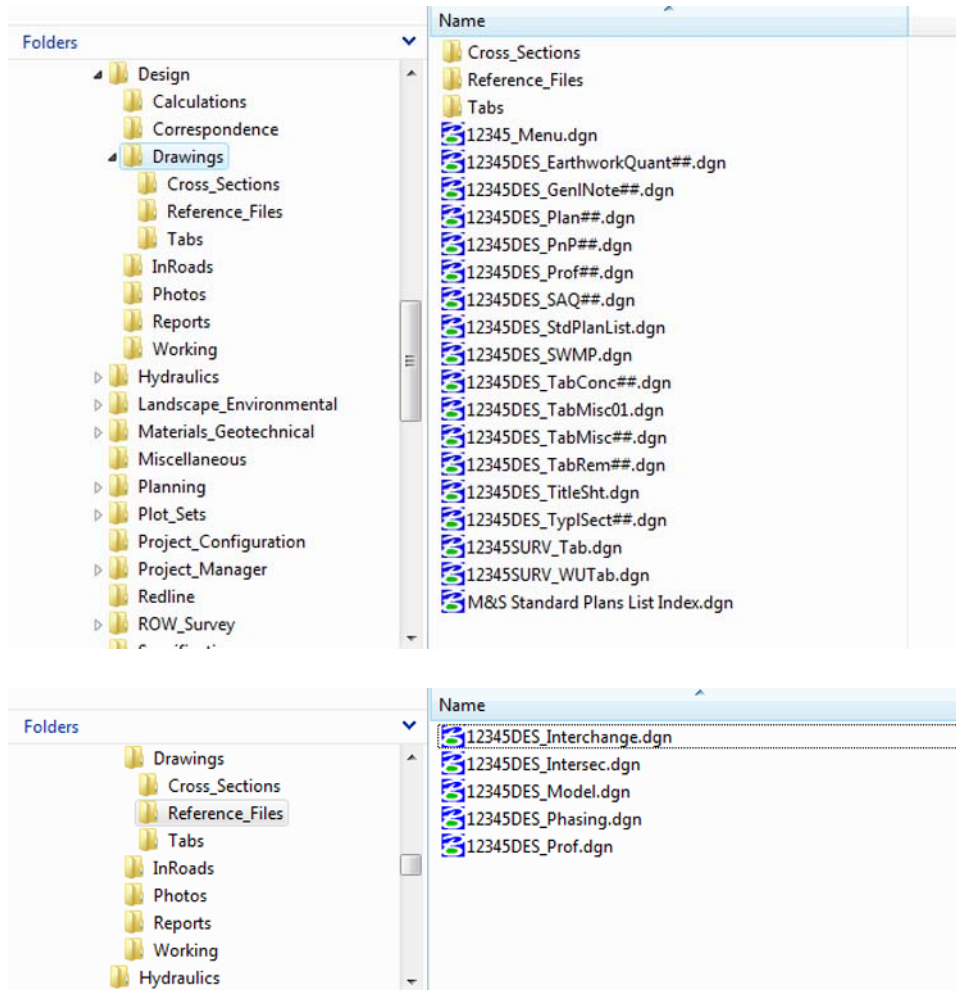 Folders
Design
Calculations
Correspondence
Drawings
Cross_Sections
Reference_Files
Tabs
InRoads
Photos
Reports
Working
Hydraulics
Landscape_Environmental
Materials_Geotechnical
Miscellaneous
Planning
Plot_Sets
Project_Configuration
Project_Manager
Redline
ROW_Survey
Name
Cross_Sections
Reference_Files
Tabs
12345_Menu.dgn
12345DES_EarthworkQuant##.dgn
12345DES_GenlNote##.dgn
12345DES_Plan##.dgn
12345DES_PnP##.dgn
12345DES_Prof##.dgn
12345DES_SAQ##.dgn
12345DES_StdPlanList.dgn
12345DES_SWMP.dgn
12345DES_TabConc##.dgn
12345DES_TabMisc01.dgn
12345DES_TabMisc##.dgn
12345DES_TabRem##.dgn
12345DES_TitleSht.dgn
12345DES_TyplSect##.dgn
12345SURV_Tab.dgn
12345SURV_WUTab.dgn
M&S Standard Plans List Index.dgn
Folders
Drawings
Cross_Sections
Reference_Files
Tabs
InRoads
Photos
Reports
Working
Hydraulics
Name
12345DES_Interchange.dgn
12345DES_Intersec.dgn
12345DES_Model.dgn
12345DES_Phasing.dgn
12345DES_Prof.dgn